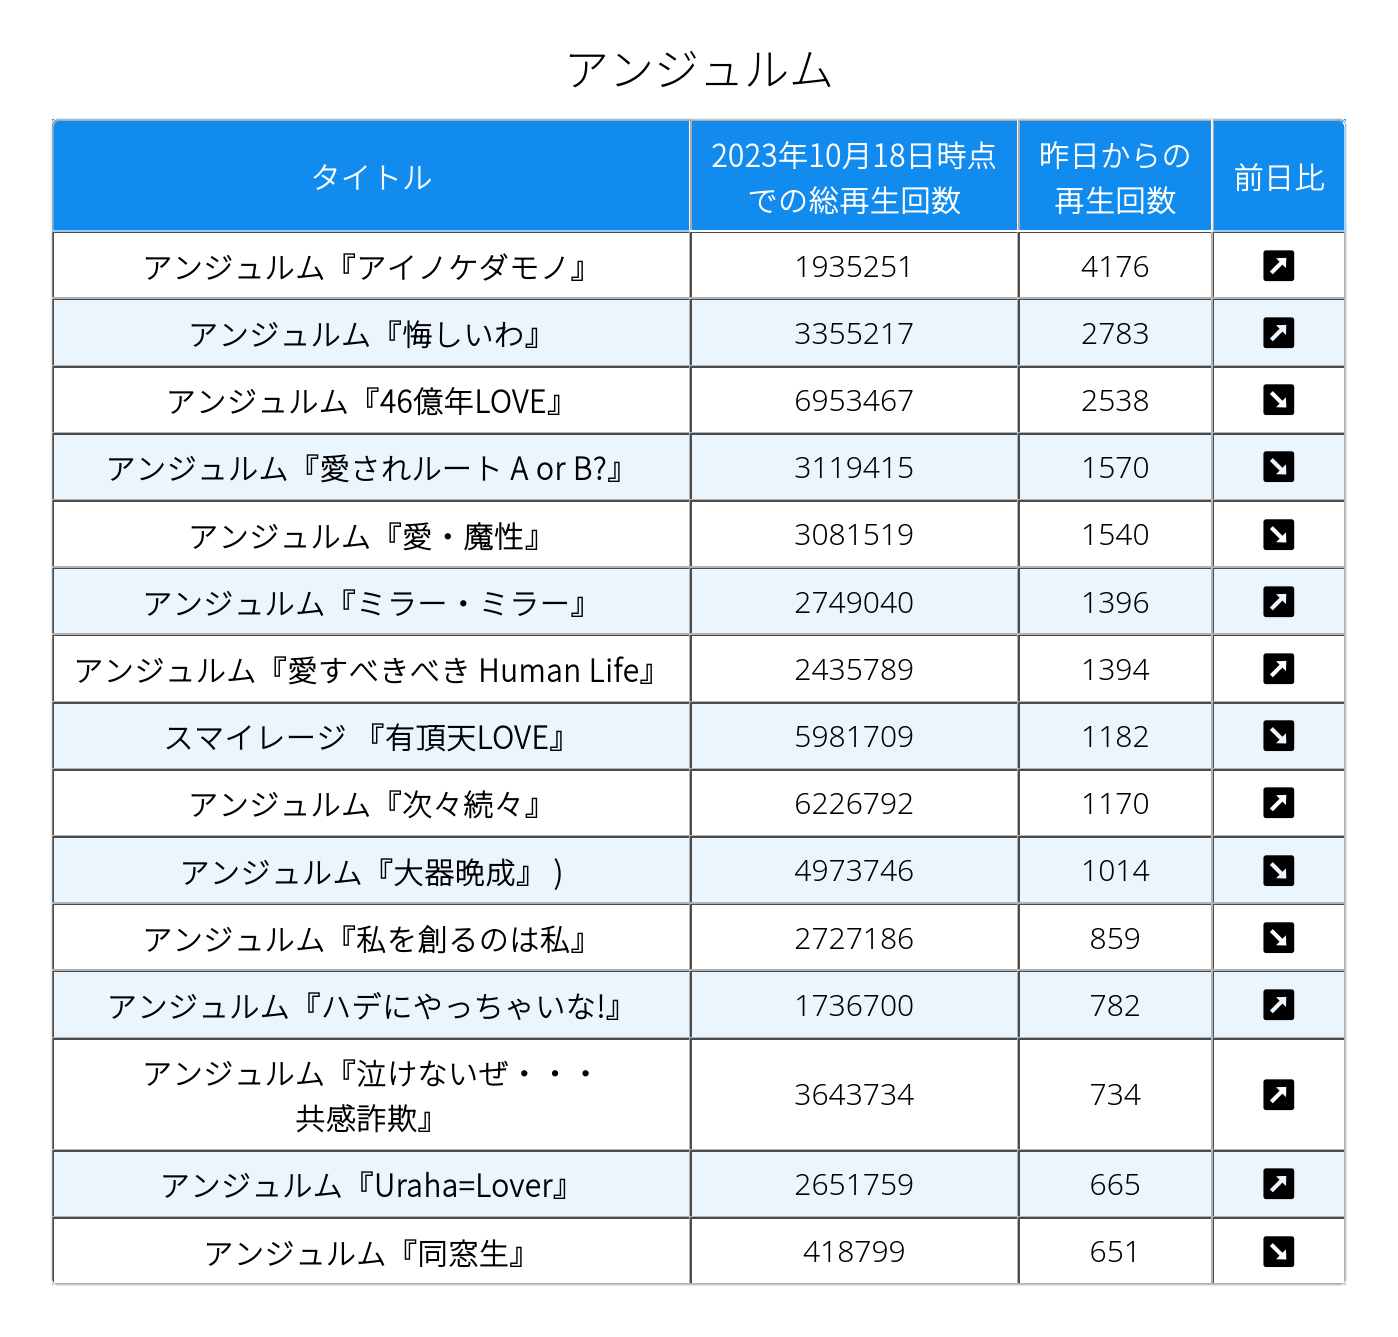 アンジュルム
タイトル 2023年10月18日時点での総再生回数 昨日からの再生回数 前日比
アンジュルム『アイノケダモノ』 1935251 4176 ↗
アンジュルム『悔しいわ』 3355217 2783 ↗
アンジュルム『46億年LOVE』 6953467 2538 ↘
アンジュルム『愛されルート A or B?』 3119415 1570 ↘
アンジュルム『愛・魔性』 3081519 1540 ↘
アンジュルム『ミラー・ミラー』 2749040 1396 ↗
アンジュルム『愛すべきべき Human Life』 2435789 1394 ↗
スマイレージ 『有頂天LOVE』 5981709 1182 ↘
アンジュルム『次々続々』 6226792 1170 ↗
アンジュルム『大器晩成』 ) 4973746 1014 ↘
アンジュルム『私を創るのは私』 2727186 859 ↘
アンジュルム『ハデにやっちゃいな!』 1736700 782 ↗
アンジュルム『泣けないぜ・・・共感詐欺』 3643734 734 ↗
アンジュルム『Uraha=Lover』 2651759 665 ↗
アンジュルム『同窓生』 418799 651 ↘